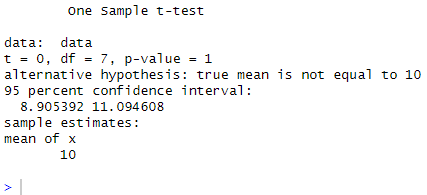 One Sample t-test
data: data
t = 0, df = 7, p-value = 1
alternative hypothesis: true mean is not equal to 10
95 percent confidence interval:
8.905392 11.094608
sample estimates:
mean of x
10
>